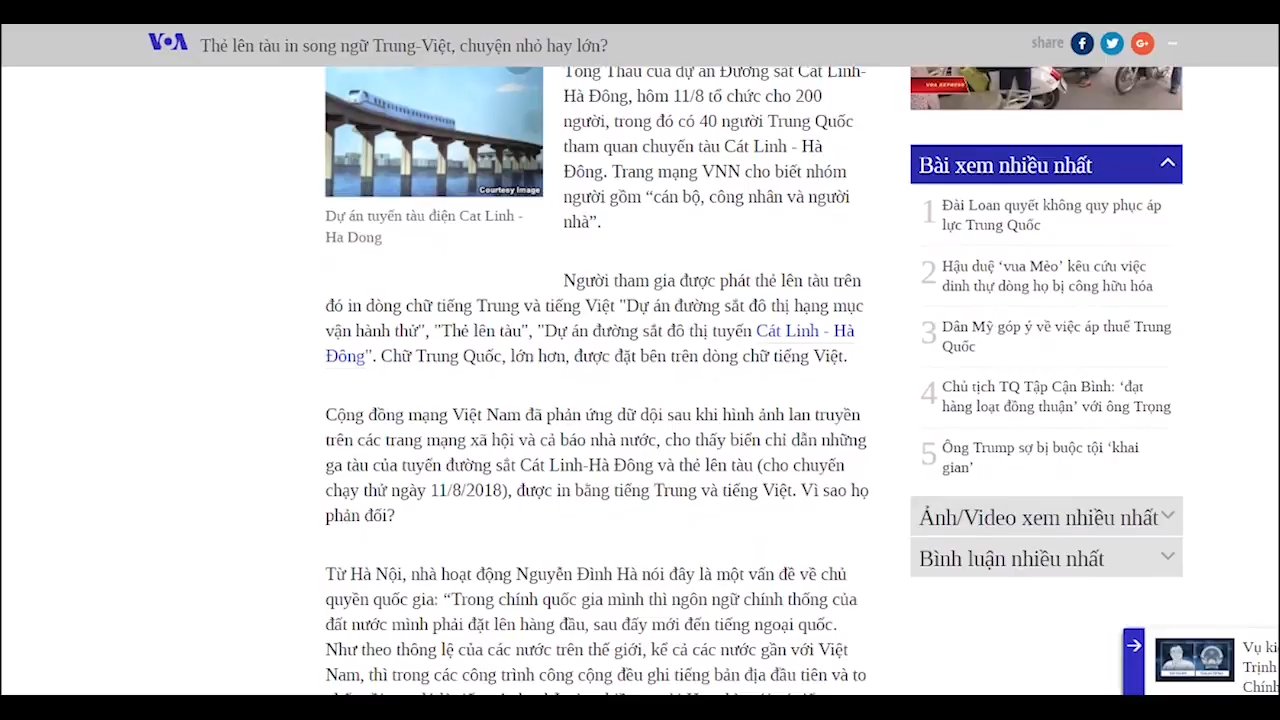 VOA
Thẻ lên tàu in song ngữ Trung-Việt, chuyện nhỏ hay lớn?
share
Courtesy Image
Dự án tuyến tàu điện Cat Linh -
Ha Dong
Tổng Thầu của dự án Đường sắt Cát Linh-
Hà Đông, hôm 11/8 tổ chức cho 200
người, trong đó có 40 người Trung Quốc
tham quan chuyến tàu Cát Linh - Hà
Đông. Trang mạng VNN cho biết nhóm
người gồm “cán bộ, công nhân và người
nhà”.
Người tham gia được phát thẻ lên tàu trên
đó in dòng chữ tiếng Trung và tiếng Việt "Dự án đường sắt đô thị hạng mục
vận hành thử", "Thẻ lên tàu", "Dự án đường sắt đô thị tuyến Cát Linh - Hà
Đông". Chữ Trung Quốc, lớn hơn, được đặt bên trên dòng chữ tiếng Việt.
Cộng đồng mạng Việt Nam đã phản ứng dữ dội sau khi hình ảnh lan truyền
trên các trang mạng xã hội và cả báo nhà nước, cho thấy biển chỉ dẫn những
ga tàu của tuyến đường sắt Cát Linh-Hà Đông và thẻ lên tàu (cho chuyến
chạy thử ngày 11/8/2018), được in bằng tiếng Trung và tiếng Việt. Vì sao họ
phản đối?
Từ Hà Nội, nhà hoạt động Nguyễn Đình Hà nói đây là một vấn đề về chủ
quyền quốc gia: “Trong chính quốc gia mình thì ngôn ngữ chính thống của
đất nước mình phải đặt lên hàng đầu, sau đấy mới đến tiếng ngoại quốc.
Như theo thông lệ của các nước trên thế giới, kể cả các nước gần với Việt
Nam, thì trong các công trình công cộng đều ghi tiếng bản địa đầu tiên và to
VOA EXPRESS
Bài xem nhiều nhất
1 Đài Loan quyết không quy phục áp
lực Trung Quốc
2 Hậu duệ ‘vua Mèo’ kêu cứu việc
dinh thự dòng họ bị công hữu hóa
3 Dân Mỹ góp ý về việc áp thuế Trung
Quốc
4 Chủ tịch TQ Tập Cận Bình: ‘đạt
hàng loạt đồng thuận’ với ông Trọng
5 Ông Trump sợ bị buộc tội ‘khai
gian’
Ảnh/Video xem nhiều nhất
Bình luận nhiều nhất
Vụ ki
Trịnh
Chính